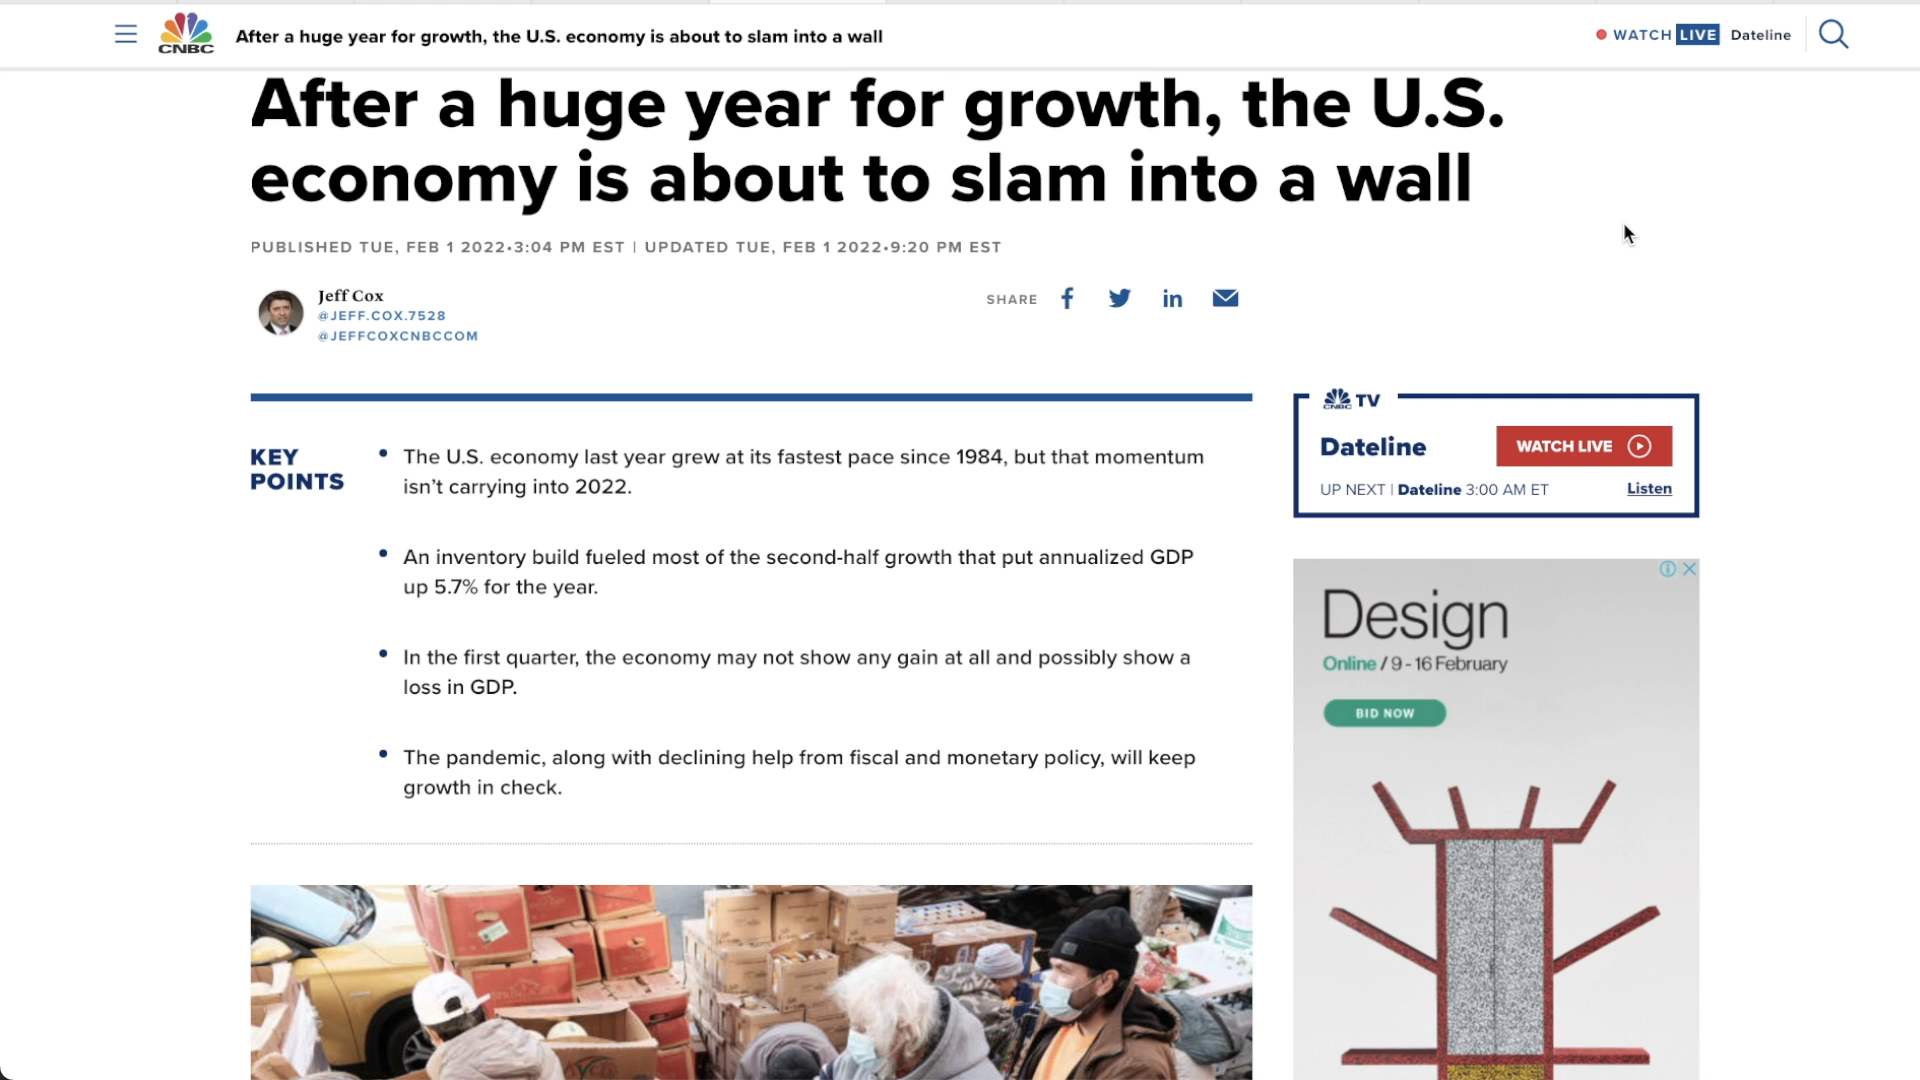 CNBC
After a huge year for growth, the U.S. economy is about to slam into a wall
WATCH LIVE Dateline
After a huge year for growth, the U.S.
economy is about to slam into a wall
PUBLISHED TUE, FEB 1 2022•3:04 PM EST | UPDATED TUE, FEB 1 2022•9:20 PM EST
Jeff Cox
@JEFF.COX.7528
@JEFFCOXCNBCCOM
SHARE
KEY
POINTS
• The U.S. economy last year grew at its fastest pace since 1984, but that momentum
isn’t carrying into 2022.
• An inventory build fueled most of the second-half growth that put annualized GDP
up 5.7% for the year.
• In the first quarter, the economy may not show any gain at all and possibly show a
loss in GDP.
• The pandemic, along with declining help from fiscal and monetary policy, will keep
growth in check.
CNBC TV
Dateline
WATCH LIVE
UP NEXT | Dateline 3:00 AM ET
Listen
Design
Online / 9 - 16 February
BID NOW